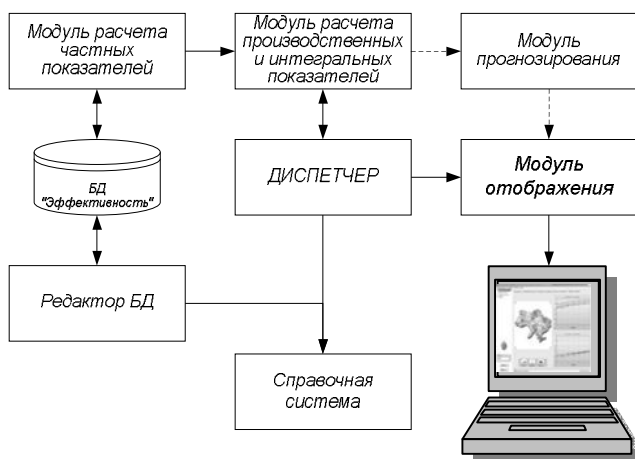 Модуль расчета
частных
показателей
Модуль расчета
производственных
и интегральных
показателей
Модуль
прогнозирования
БД
"Эффективность"
ДИСПЕТЧЕР
Модуль
отображения
Редактор БД
Справочная
система